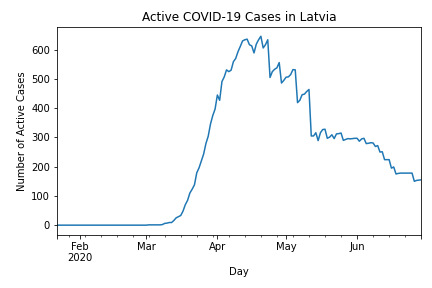 Active COVID-19 Cases in Latvia
Number of Active Cases
600
500
400
300
200
100
0
Feb Mar Apr May Jun
2020
Day